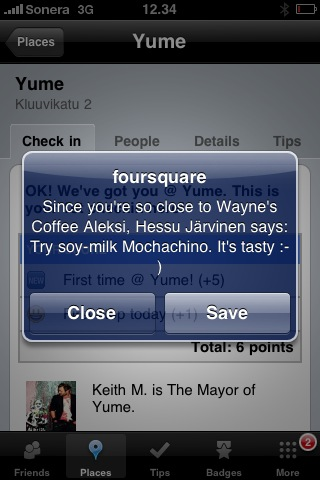 Sonera 3G 12.34
Places Yume
Yume
Kluuvikatu 2
Check in People Details Tips
OK! We've got you @ Yume. This is
foursquare
Since you're so close to Wayne's
Coffee Aleksi, Hessu Järvinen says:
Try soy-milk Mochachino. It's tasty :-
)
First time @ Yume! (+5)
today (+1)
Close Save
Total: 6 points
Keith M. is The Mayor of
Yume.
2
Friends Places Tips Badges More